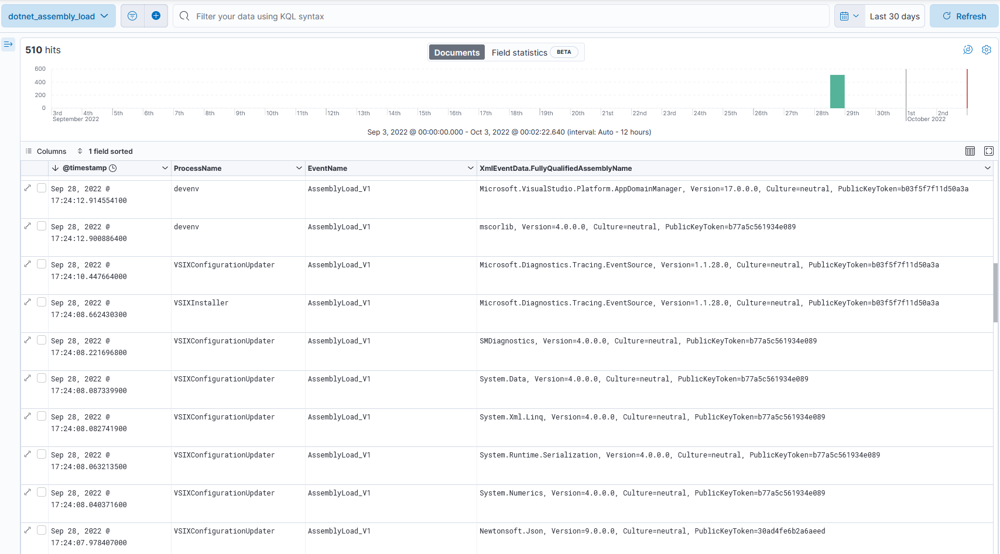 dotnet_assembly_load
Filter your data using KQL syntax
Last 30 days
Refresh
510 hits
Documents
Field statistics BETA
600
400
200
0
3rd 4th 5th 6th 7th 8th 9th 10th 11th 12th 13th 14th 15th 16th 17th 18th 19th 20th 21st 22nd 23rd 24th 25th 26th 27th 28th 29th 30th 1st 2nd
September 2022 October 2022
Sep 3, 2022 @ 00:00:00.000 - Oct 3, 2022 @ 00:02:22.640 (interval: Auto - 12 hours)
Columns 1 field sorted
@timestamp ProcessName EventName XmlEventData.FullyQualifiedAssemblyName
Sep 28, 2022 @ devenv AssemblyLoad_V1 Microsoft.VisualStudio.Platform.AppDomainManager, Version=17.0.0.0, Culture=neutral, PublicKeyToken=b03f5f7f11d50a3a
17:24:12.914554100
Sep 28, 2022 @ devenv AssemblyLoad_V1 mscorlib, Version=4.0.0.0, Culture=neutral, PublicKeyToken=b77a5c561934e089
17:24:12.900886400
Sep 28, 2022 @ VSIXConfigurationUpdater AssemblyLoad_V1 Microsoft.Diagnostics.Tracing.EventSource, Version=1.1.28.0, Culture=neutral, PublicKeyToken=b03f5f7f11d50a3a
17:24:10.447664000
Sep 28, 2022 @ VSIXInstaller AssemblyLoad_V1 Microsoft.Diagnostics.Tracing.EventSource, Version=1.1.28.0, Culture=neutral, PublicKeyToken=b03f5f7f11d50a3a
17:24:08.662430300
Sep 28, 2022 @ VSIXConfigurationUpdater AssemblyLoad_V1 SMDiagnostics, Version=4.0.0.0, Culture=neutral, PublicKeyToken=b77a5c561934e089
17:24:08.221696800
Sep 28, 2022 @ VSIXConfigurationUpdater AssemblyLoad_V1 System.Data, Version=4.0.0.0, Culture=neutral, PublicKeyToken=b77a5c561934e089
17:24:08.087339900
Sep 28, 2022 @ VSIXConfigurationUpdater AssemblyLoad_V1 System.Xml.Linq, Version=4.0.0.0, Culture=neutral, PublicKeyToken=b77a5c561934e089
17:24:08.082741900
Sep 28, 2022 @ VSIXConfigurationUpdater AssemblyLoad_V1 System.Runtime.Serialization, Version=4.0.0.0, Culture=neutral, PublicKeyToken=b77a5c561934e089
17:24:08.063213500
Sep 28, 2022 @ VSIXConfigurationUpdater AssemblyLoad_V1 System.Numerics, Version=4.0.0.0, Culture=neutral, PublicKeyToken=b77a5c561934e089
17:24:08.040371600
Sep 28, 2022 @ VSIXConfigurationUpdater AssemblyLoad_V1 Newtonsoft.Json, Version=9.0.0.0, Culture=neutral, PublicKeyToken=30ad4fe6b2a6aeed
17:24:07.978407000